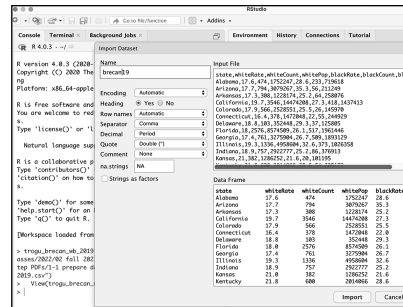 RStudio
Go to file/function
Addins
Console Terminal Background Jobs
Environment History Connections Tutorial
R 4.0.3 · ~/
R version 4.0.3 (2020-
Copyright (C) 2020 The
ng
Platform: x86_64-apple
R is free software and
You are welcome to red
s.
Type 'license()' or 'l
Natural language sup
R is a collaborative p
Type 'contributors()'
'citation()' on how to
s.
Type 'demo()' for some
'help.start()' for an
Type 'q()' to quit R.
[Workspace loaded from
> trogu_brecan_wb_2019
asses/2022/02 fall 202
tep PDFs/1-1 prepare d
2019.csv")
> View(trogu_brecan_
>
Import Dataset
Name
brecan19
Encoding Automatic
Heading Yes No
Row names Automatic
Separator Comma
Decimal Period
Quote Double (")
Comment None
na.strings NA
Strings as factors
Input File
state,whiteRate,whiteCount,whitePop,blackRate,blackCount,bl
Alabama,17.6,474,1752247,28.6,233,719618
Arizona,17.7,794,3079267,35.3,56,211249
Arkansas,17.3,308,1228174,25.2,64,258076
California,19.7,3546,14474208,27.3,418,1437413
Colorado,17.9,566,2528551,25.5,26,145970
Connecticut,16.4,378,1472048,22,55,244925
Delaware,18.8,103,352448,29.3,37,125085
Florida,18,2576,8574509,26.1,517,1961446
Georgia,17.4,761,3275904,26.7,509,1893129
Illinois,19.3,1336,4958604,32.6,373,1026358
Indiana,18.9,757,2922777,25.2,86,376913
Kansas,21,382,1286252,21.6,20,101195
Data Frame
state whiteRate whiteCount whitePop blackRate
Alabama 17.6 474 1752247 28.6
Arizona 17.7 794 3079267 35.3
Arkansas 17.3 308 1228174 25.2
California 19.7 3546 14474208 27.3
Colorado 17.9 566 2528551 25.5
Connecticut 16.4 378 1472048 22.0
Delaware 18.8 103 352448 29.3
Florida 18.0 2576 8574509 26.1
Georgia 17.4 761 3275904 26.7
Illinois 19.3 1336 4958604 32.6
Indiana 18.9 757 2922777 25.2
Kansas 21.0 382 1286252 21.6
Kentucky 21.8 600 2014066 28.6
Import Cancel